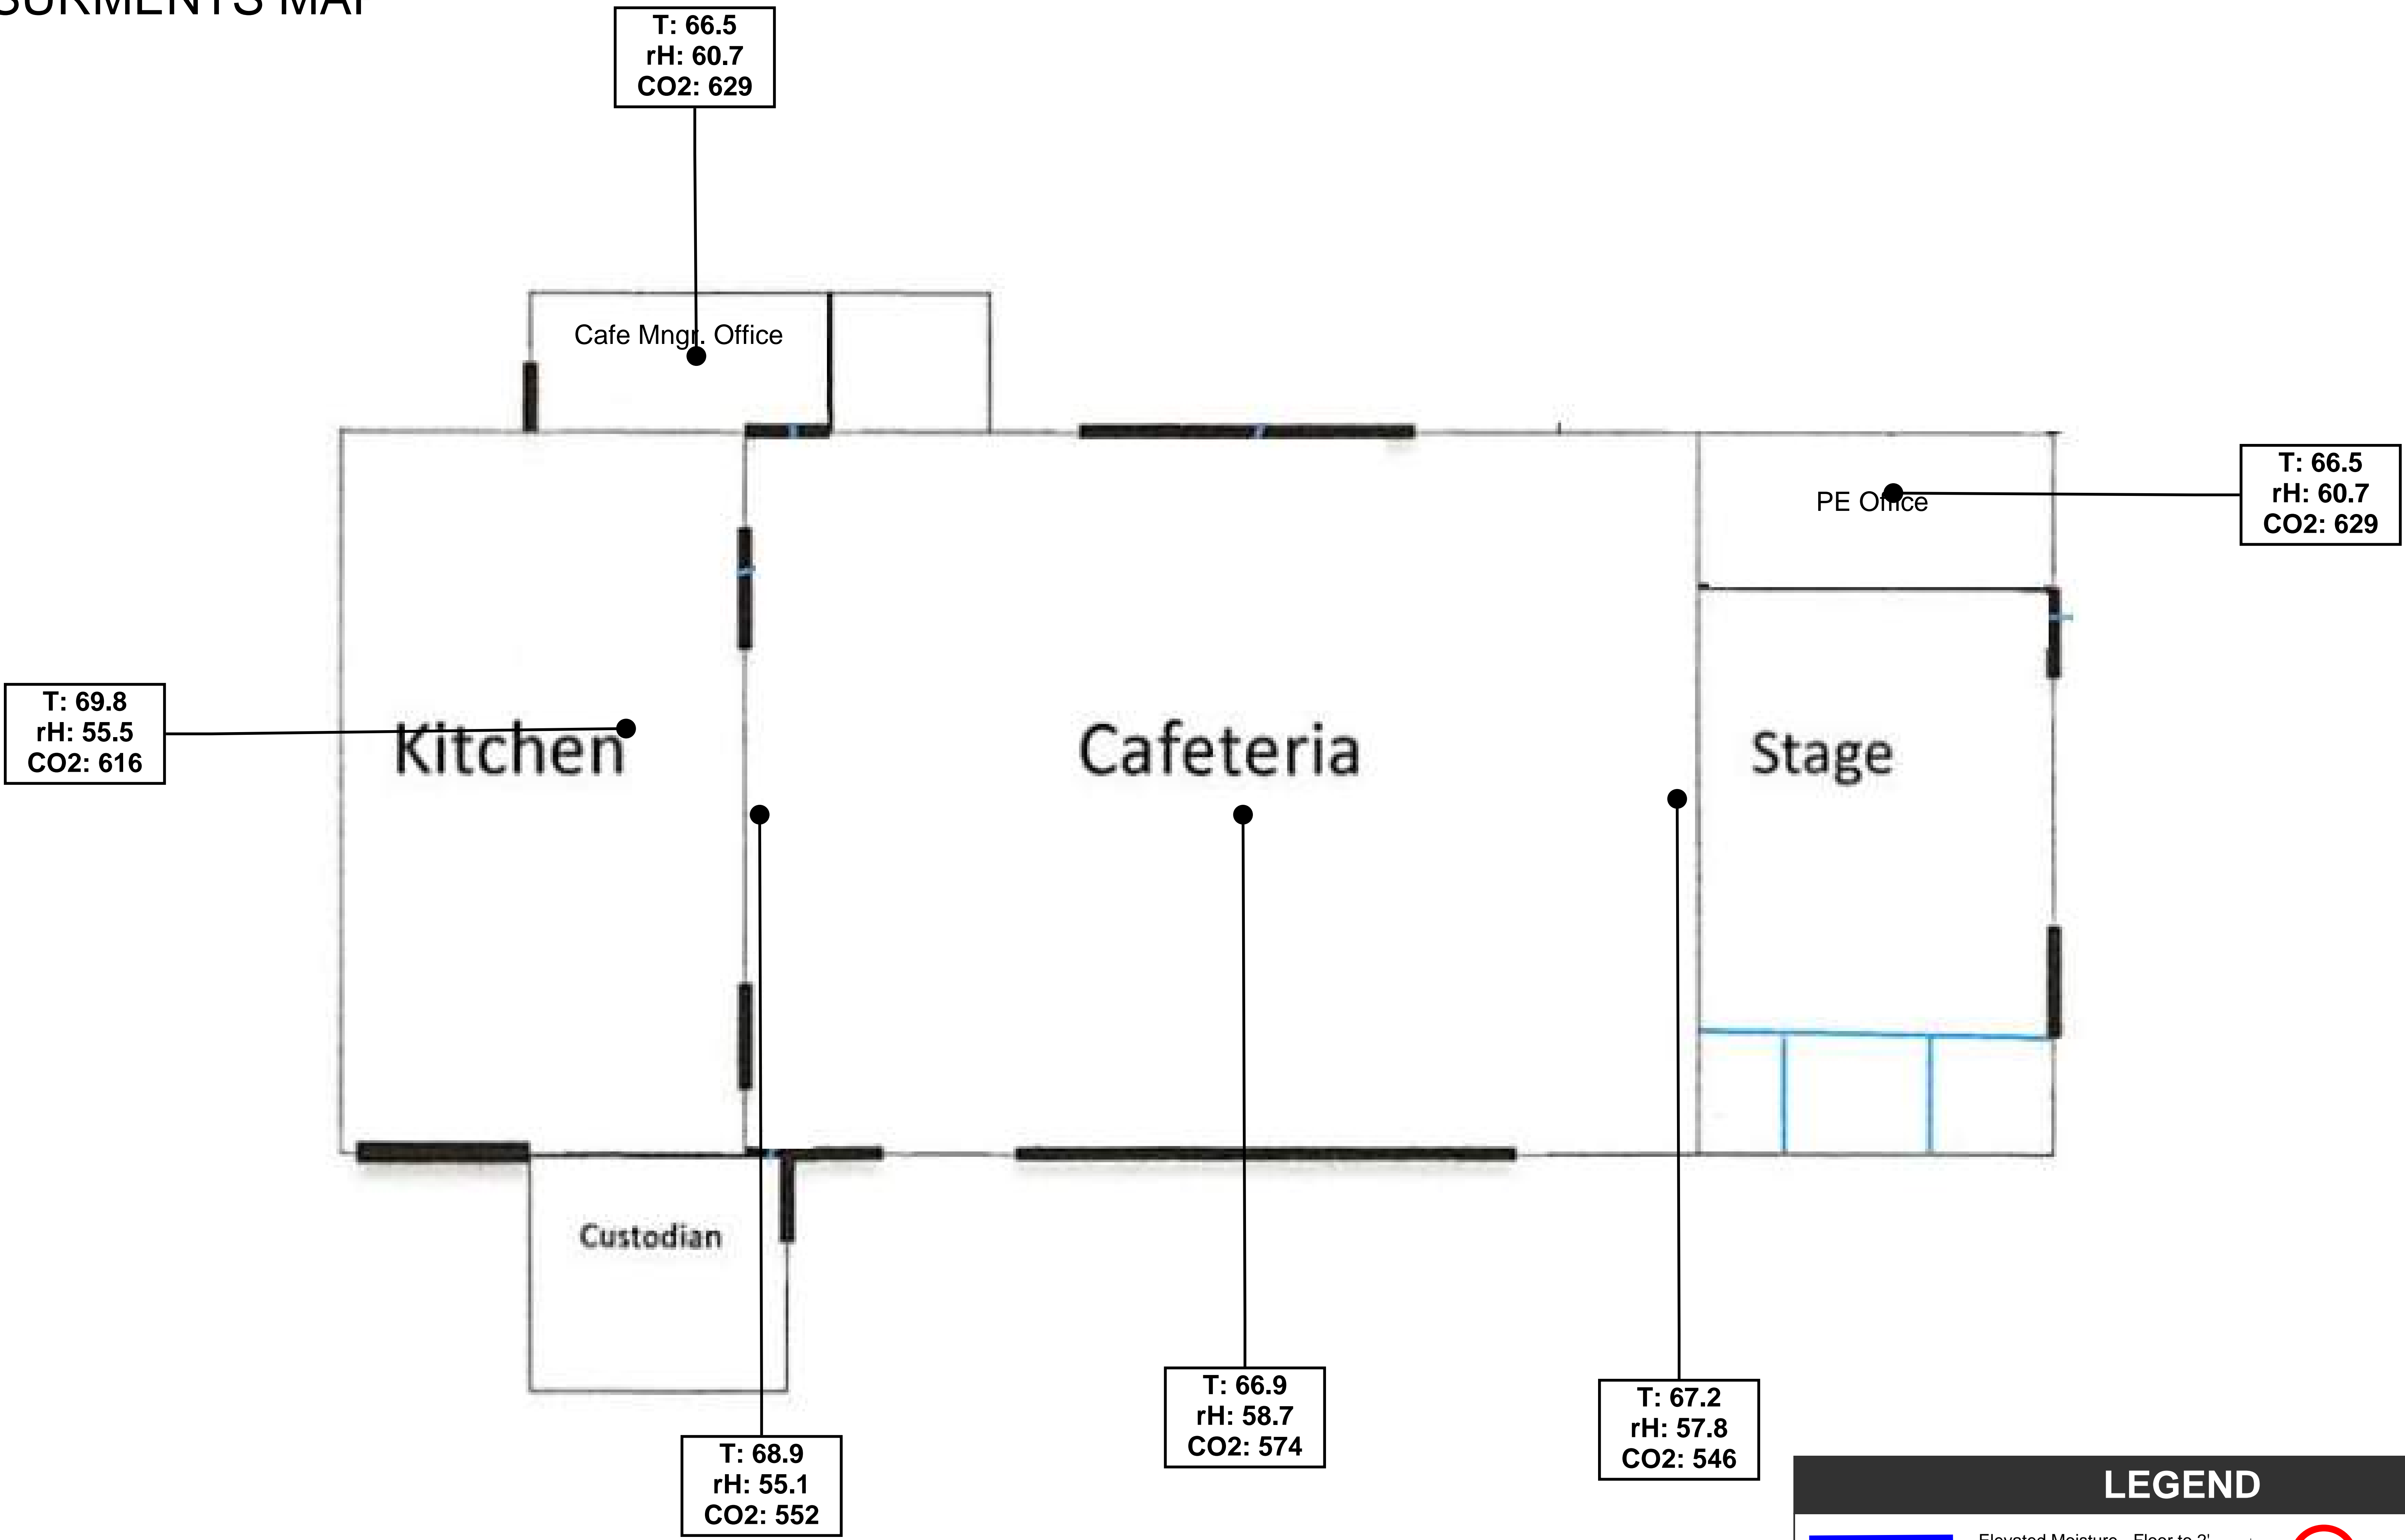 T: 66.5
rH: 60.7
CO2: 629
Cafe Mngr. Office
T: 66.5
rH: 60.7
CO2: 629
PE Office
T: 69.8
rH: 55.5
CO2: 616
Kitchen
Cafeteria
Stage
Custodian
T: 68.9
rH: 55.1
CO2: 552
T: 66.9
rH: 58.7
CO2: 574
T: 67.2
rH: 57.8
CO2: 546
LEGEND